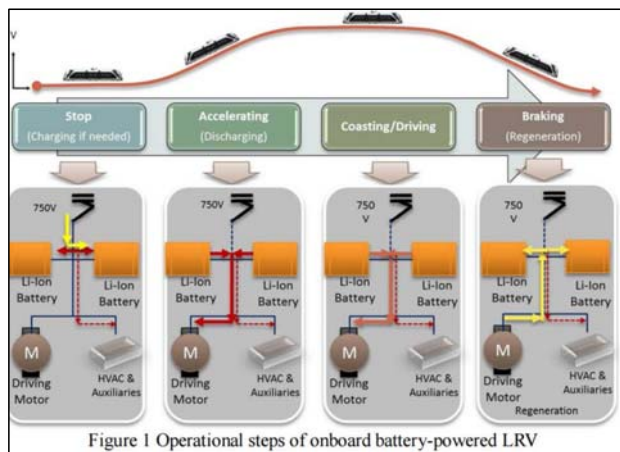 V
Stop
(Charging if needed)
Accelerating
(Discharging)
Coasting/Driving
Braking
(Regeneration)
750V
Li-Ion
Battery
Li-Ion
Battery
M
Driving
Motor
HVAC &
Auxiliaries
750V
Li-Ion
Battery
Li-Ion
Battery
M
Driving
Motor
HVAC &
Auxiliaries
750
V
Li-Ion
Battery
Li-Ion
Battery
M
Driving
Motor
HVAC &
Auxiliaries
750
V
Li-Ion
Battery
Li-Ion
Battery
M
Driving
Motor
HVAC &
Auxiliaries
Regeneration
Figure 1 Operational steps of onboard battery-powered LRV